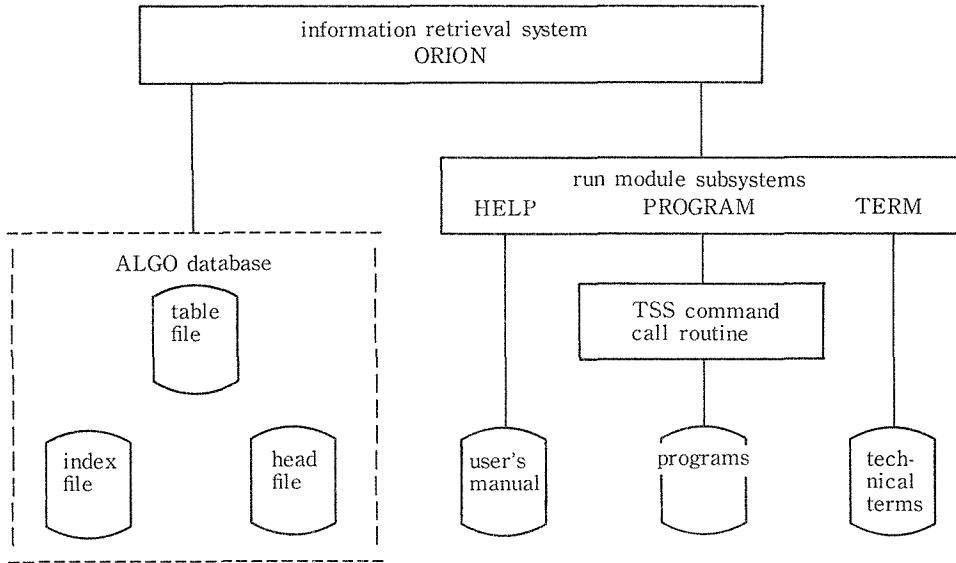 information retrieval system
ORION
run module subsystems
HELP PROGRAM TERM
ALGO database
table
file
TSS command
call routine
index
file
head
file
user's
manual
programs
tech-
nical
terms